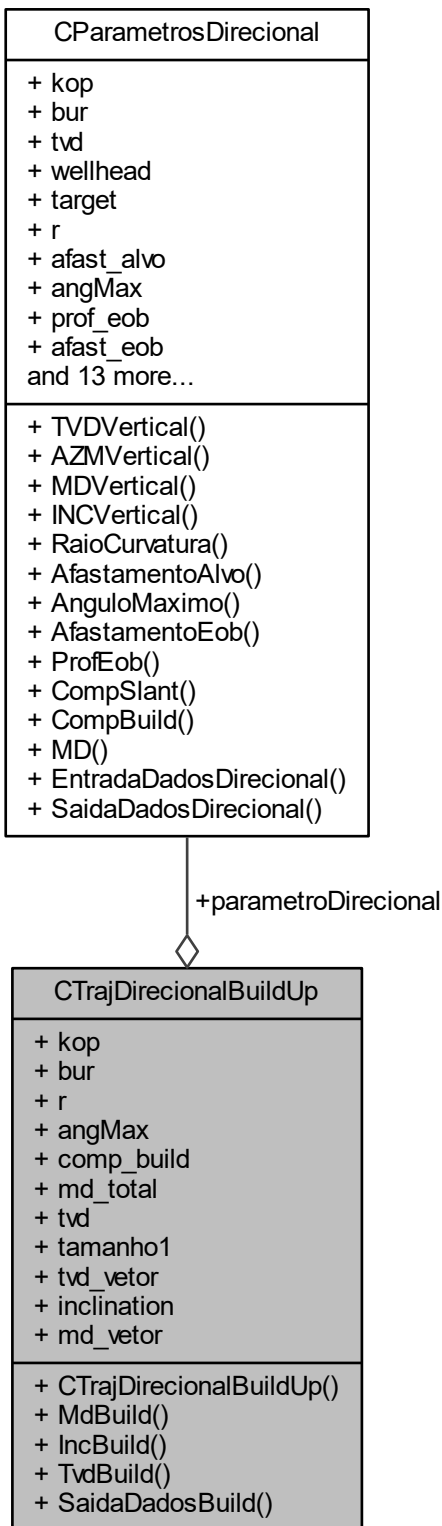 CParametrosDirecional
+ kop
+ bur
+ tvd
+ wellhead
+ target
+ r
+ afast_alvo
+ angMax
+ prof_eob
+ afast_eob
and 13 more...
+ TVDVertical()
+ AZMVertical()
+ MDVertical()
+ INCVertical()
+ RaioCurvatura()
+ AfastamentoAlvo()
+ AnguloMaximo()
+ AfastamentoEob()
+ ProfEob()
+ CompSlant()
+ CompBuild()
+ MD()
+ EntradaDadosDirecional()
+ SaidaDadosDirecional()
+parametroDirecional
CTrajDirecionalBuildUp
+ kop
+ bur
+ r
+ angMax
+ comp_build
+ md_total
+ tvd
+ tamanho1
+ tvd_vetor
+ inclination
+ md_vetor
+ CTrajDirecionalBuildUp()
+ MdBuild()
+ IncBuild()
+ TvdBuild()
+ SaidaDadosBuild()